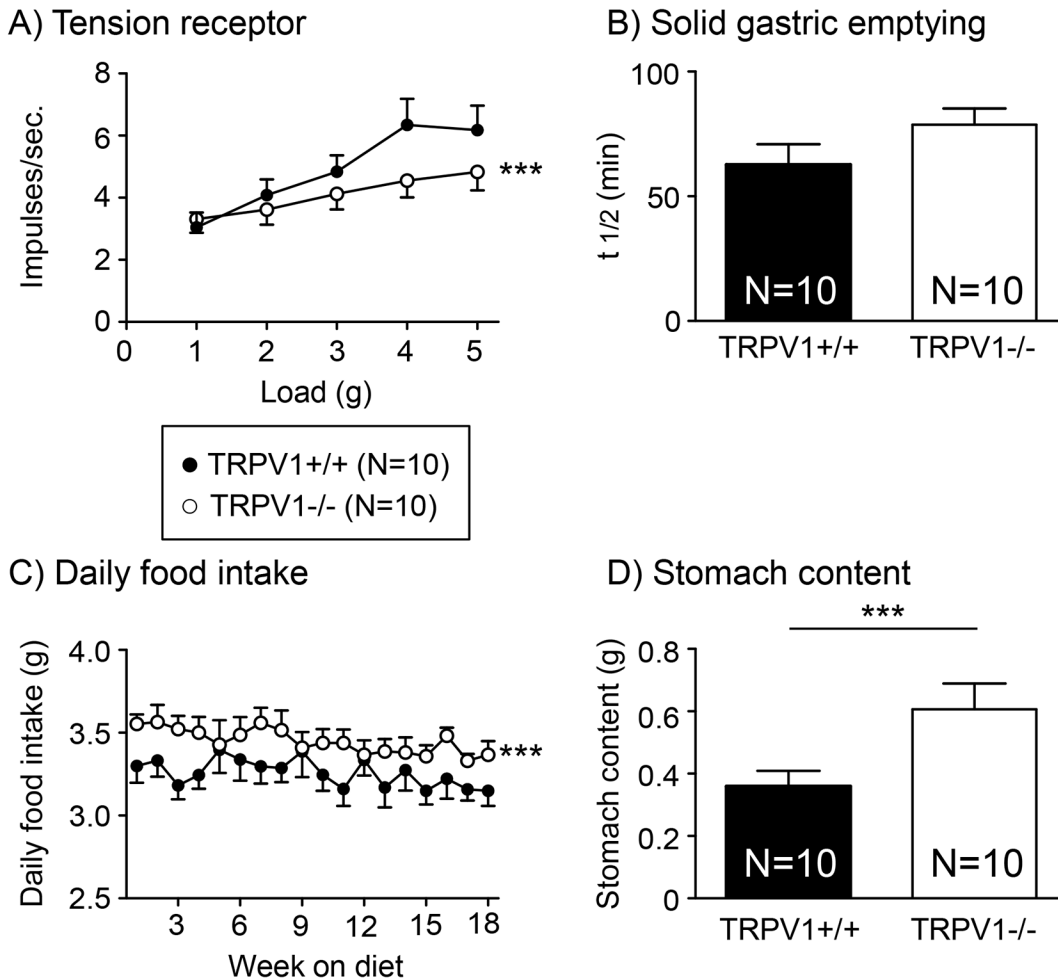 A) Tension receptor
8
6
4
2
0
Impulses/sec.
***
0 1 2 3 4 5
Load (g)
TRPV1+/+ (N=10)
TRPV1-/- (N=10)
B) Solid gastric emptying
100
50
0
t 1/2 (min)
N=10 N=10
TRPV1+/+ TRPV1-/-
C) Daily food intake
4.0
3.5
3.0
2.5
Daily food intake (g)
***
3 6 9 12 15 18
Week on diet
D) Stomach content
***
0.8
0.6
0.4
0.2
0
Stomach content (g)
N=10 N=10
TRPV1+/+ TRPV1-/-